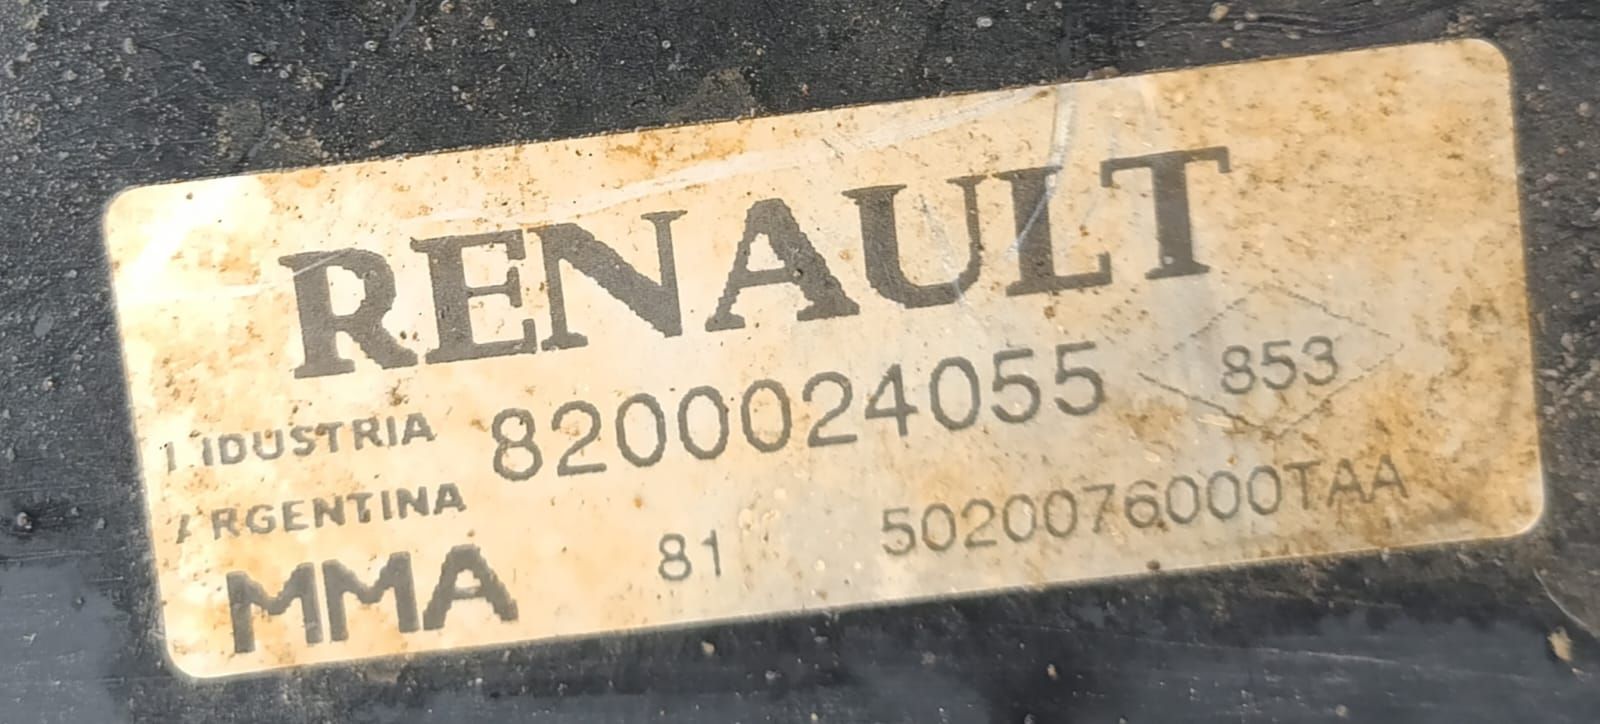 RENAULT
INDUSTRIA 8200024055 853
ARGENTINA
MMA 81 5020076000TAA